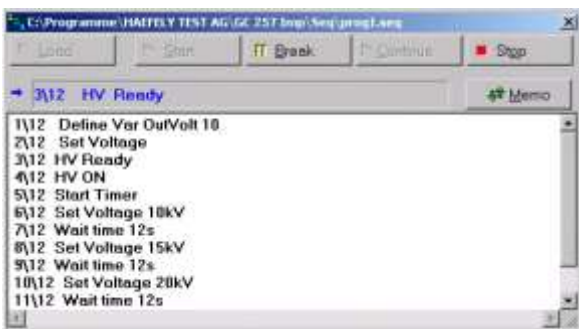 C:\Programme\HAEFELY TEST AG\GC 257 Imp\Seq\prog1.seq
Load Start Break Continue Stop
3\12 HV Ready Memo
1\12 Define Var OutVolt 10
2\12 Set Voltage
3\12 HV Ready
4\12 HV ON
5\12 Start Timer
6\12 Set Voltage 10kV
7\12 Wait time 12s
8\12 Set Voltage 15kV
9\12 Wait time 12s
10\12 Set Voltage 20kV
11\12 Wait time 12s